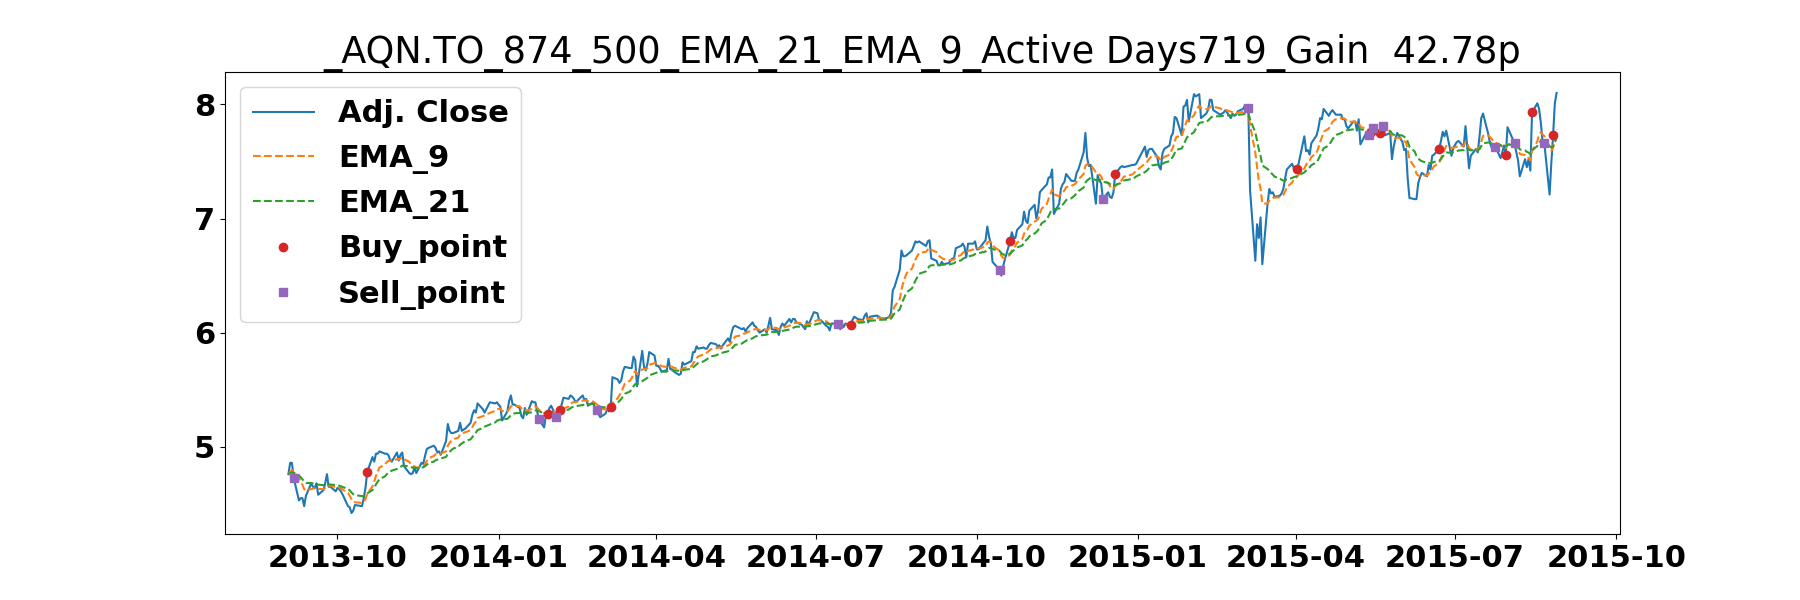 _AQN.TO_874_500_EMA_21_EMA_9_Active Days719_Gain  42.78p
Adj. Close
EMA_9
EMA_21
Buy_point
Sell_point
8
7
6
5
2013-10 2014-01 2014-04 2014-07 2014-10 2015-01 2015-04 2015-07 2015-10